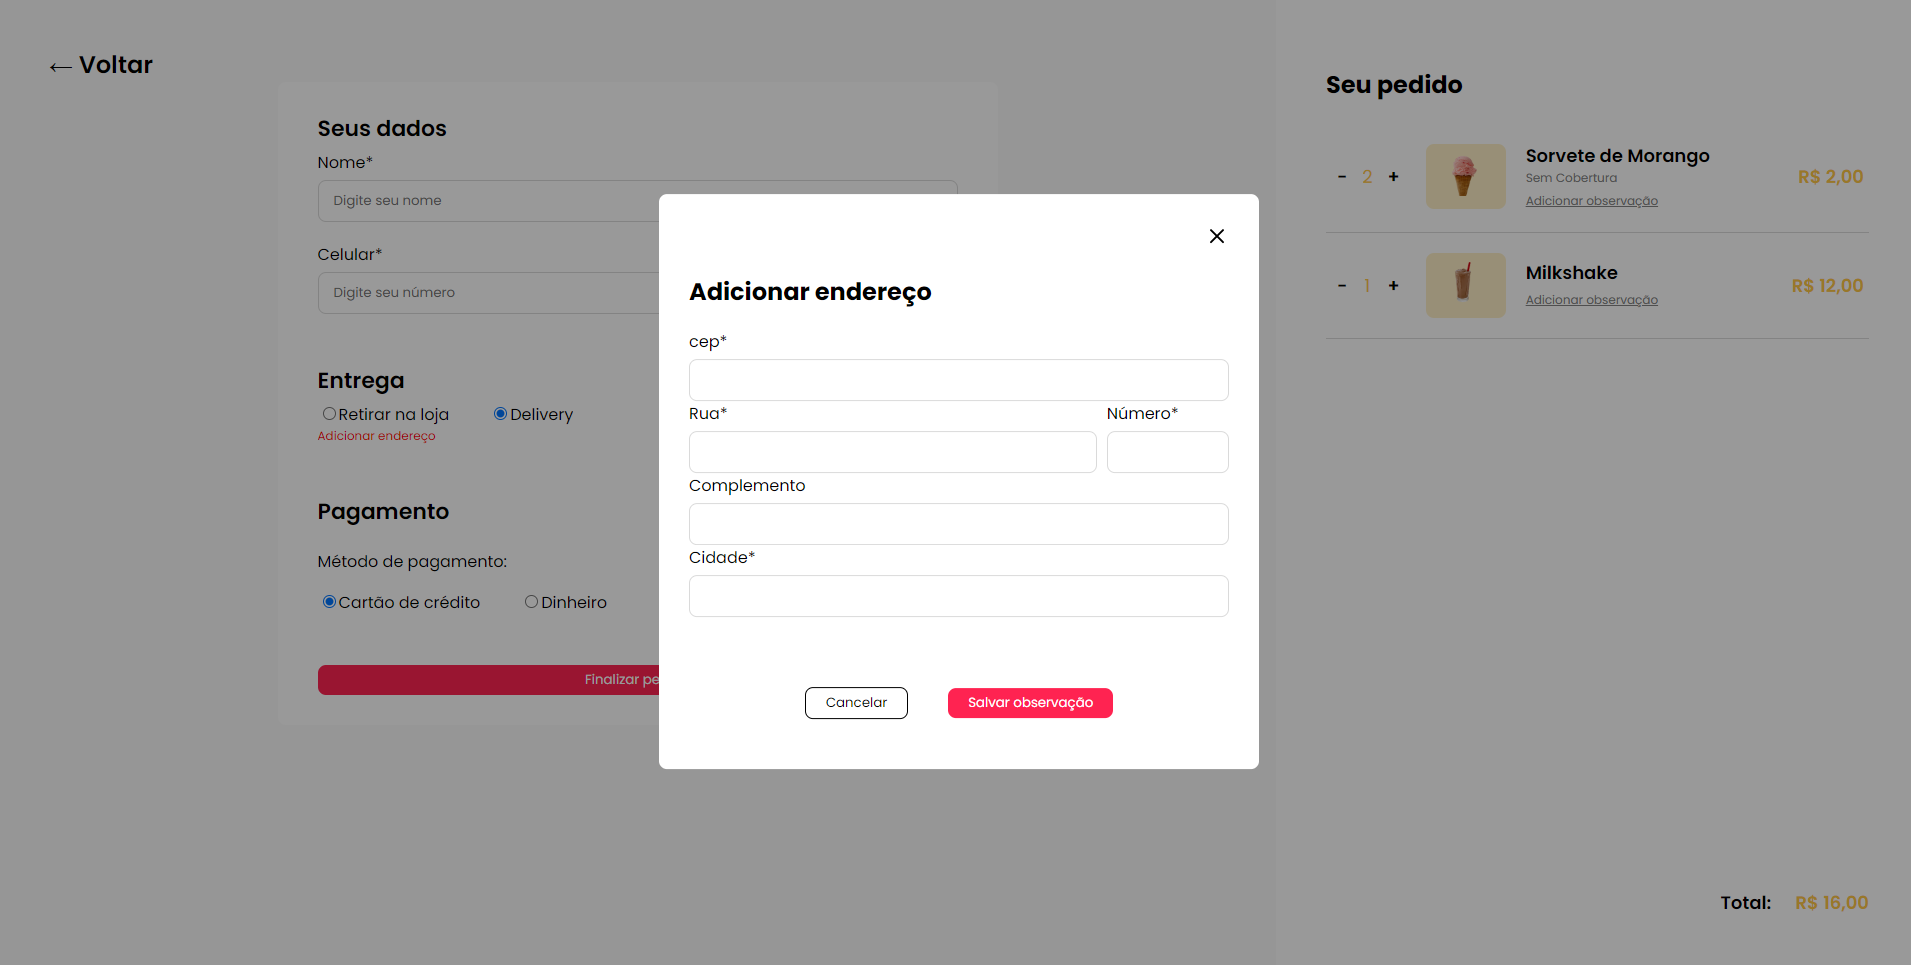 ← Voltar
Seus dados
Nome*
Digite seu nome
Celular*
Digite seu número
Entrega
Retirar na loja
Delivery
Adicionar endereço
Pagamento
Método de pagamento:
Cartão de crédito
Dinheiro
Finalizar pe
Adicionar endereço
cep*
Rua*
Número*
Complemento
Cidade*
Cancelar
Salvar observação
Seu pedido
- 2 +
Sorvete de Morango
Sem Cobertura
Adicionar observação
R$ 2,00
- 1 +
Milkshake
Adicionar observação
R$ 12,00
Total: R$ 16,00